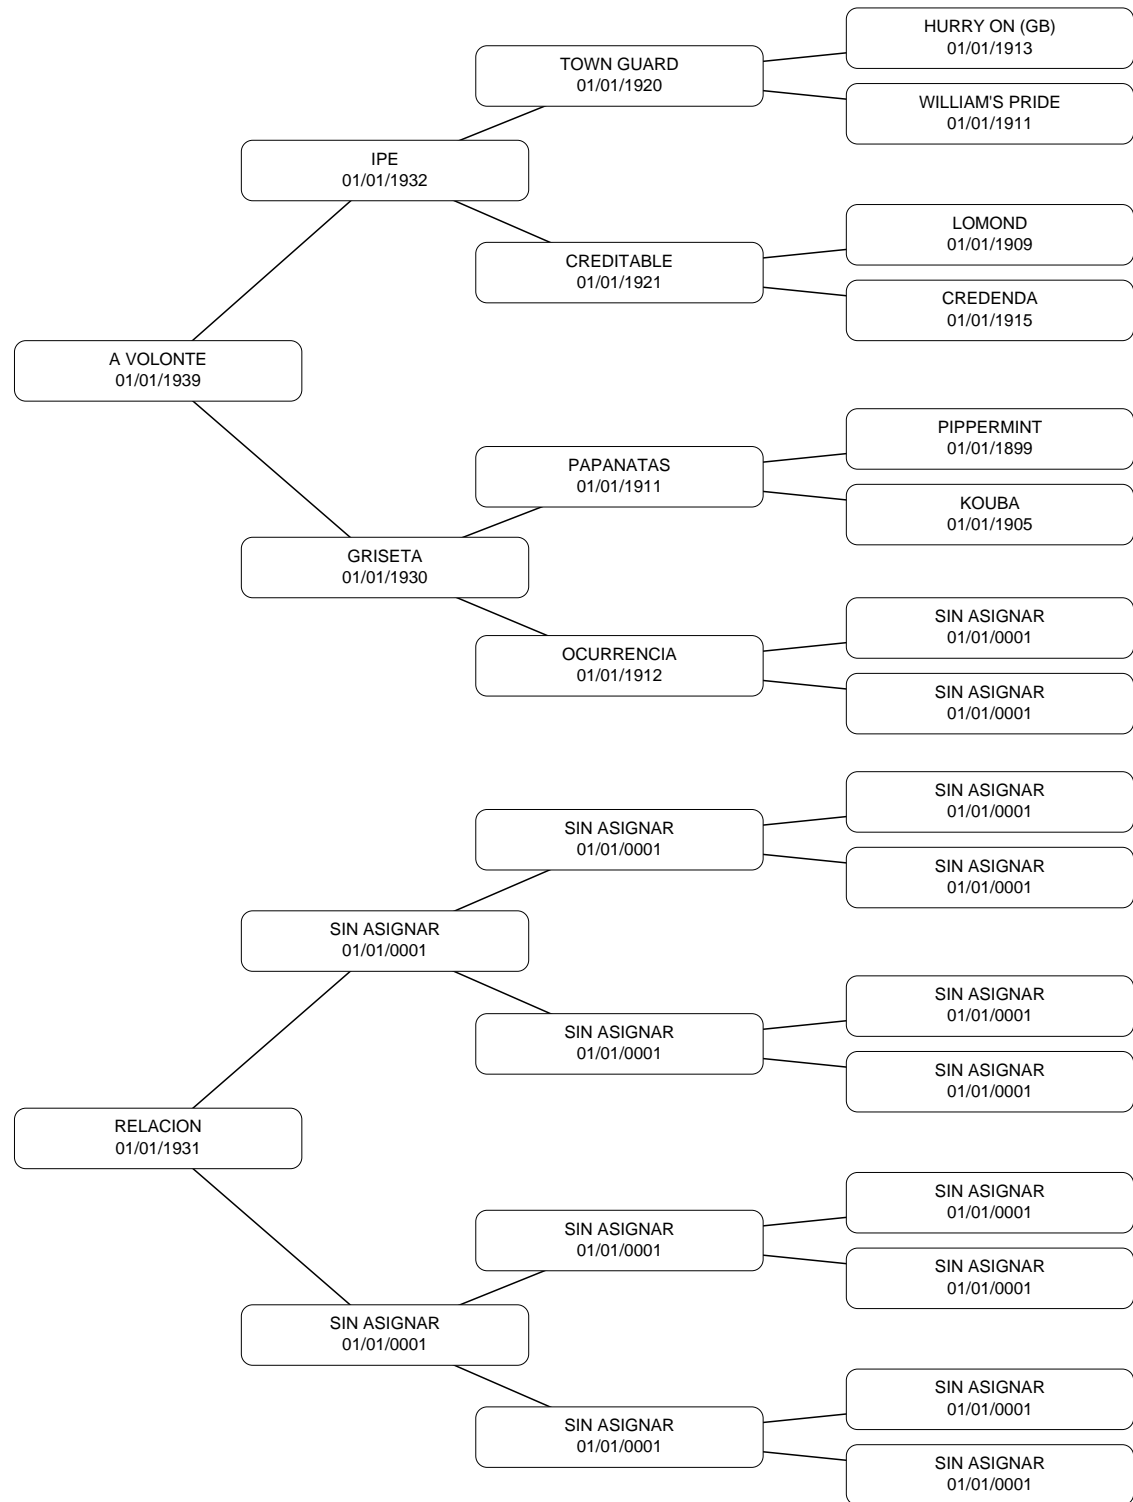 HURRY ON (GB)
01/01/1913
TOWN GUARD
01/01/1920
WILLIAM'S PRIDE
01/01/1911
IPE
01/01/1932
LOMOND
01/01/1909
CREDITABLE
01/01/1921
CREDENDA
01/01/1915
A VOLONTE
01/01/1939
PIPPERMINT
01/01/1899
PAPANATAS
01/01/1911
KOUBA
01/01/1905
GRISETA
01/01/1930
SIN ASIGNAR
01/01/0001
OCURRENCIA
01/01/1912
SIN ASIGNAR
01/01/0001
SIN ASIGNAR
01/01/0001
SIN ASIGNAR
01/01/0001
SIN ASIGNAR
01/01/0001
SIN ASIGNAR
01/01/0001
SIN ASIGNAR
01/01/0001
SIN ASIGNAR
01/01/0001
SIN ASIGNAR
01/01/0001
RELACION
01/01/1931
SIN ASIGNAR
01/01/0001
SIN ASIGNAR
01/01/0001
SIN ASIGNAR
01/01/0001
SIN ASIGNAR
01/01/0001
SIN ASIGNAR
01/01/0001
SIN ASIGNAR
01/01/0001
SIN ASIGNAR
01/01/0001